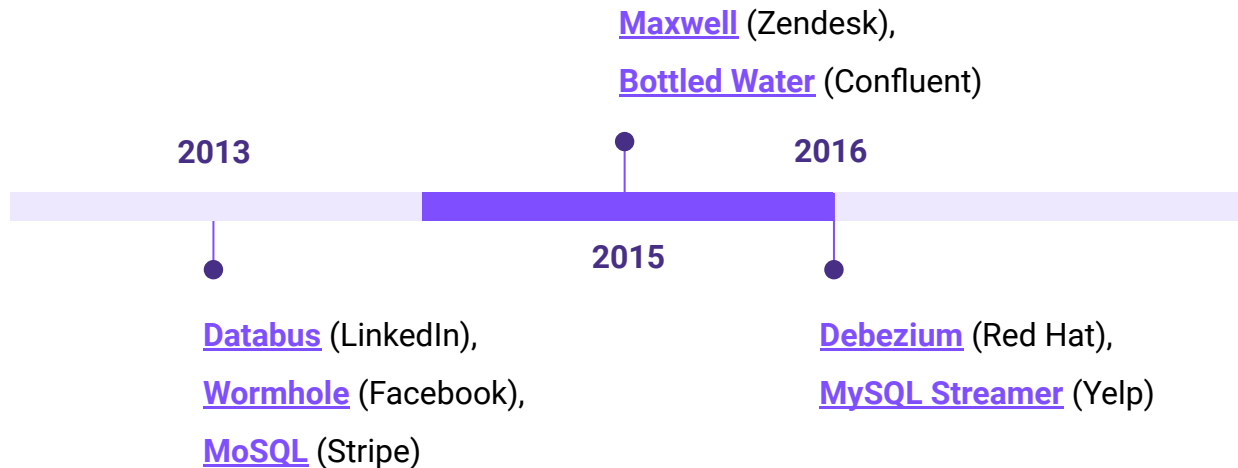 Maxwell (Zendesk),
Bottled Water (Confluent)
2013
2016
2015
Databus (LinkedIn),
Wormhole (Facebook),
MoSQL (Stripe)
Debezium (Red Hat),
MySQL Streamer (Yelp)